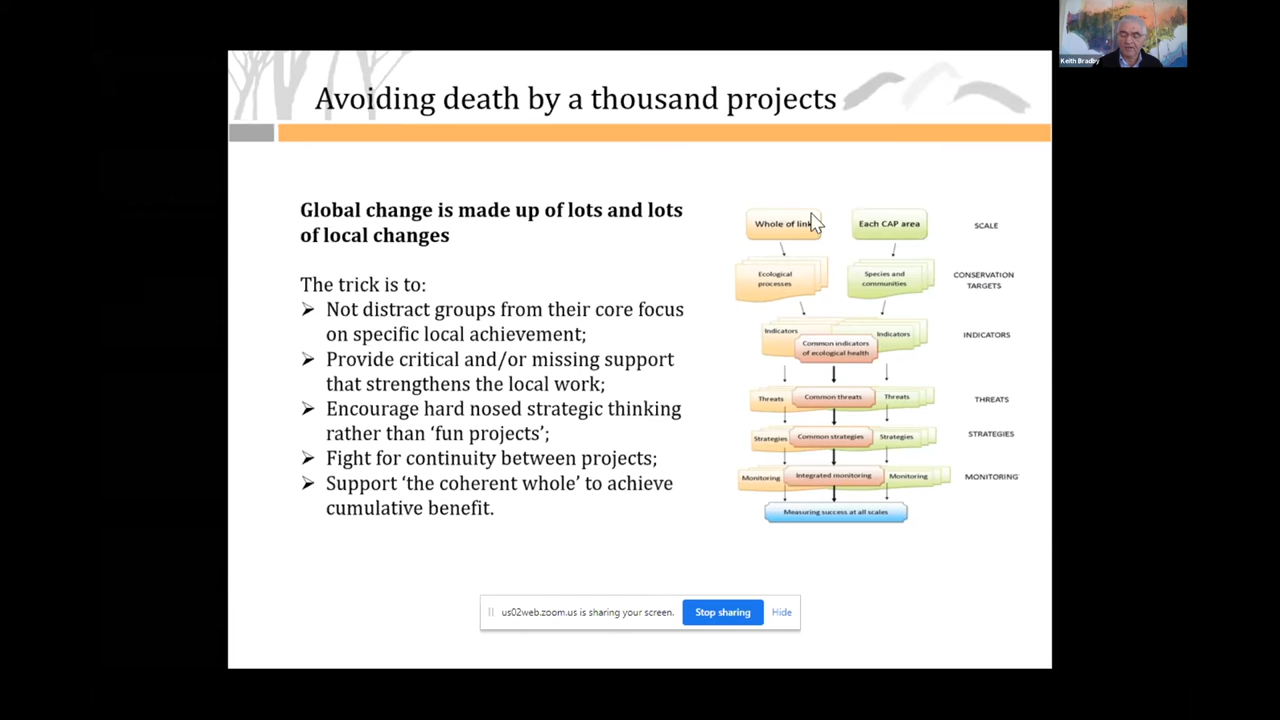 Keith Bradby
Avoiding death by a thousand projects
Global change is made up of lots and lots
of local changes
The trick is to:
➢ Not distract groups from their core focus
on specific local achievement;
➢ Provide critical and/or missing support
that strengthens the local work;
➢ Encourage hard nosed strategic thinking
rather than 'fun projects';
➢ Fight for continuity between projects;
➢ Support 'the coherent whole' to achieve
cumulative benefit.
Whole of link
Each CAP area
SCALE
Ecological
processes
Species and
communities
CONSERVATION
TARGETS
Indicators
Common indicators
of ecological health
Indicators
INDICATORS
Threats
Common threats
Threats
THREATS
Strategies
Common strategies
Strategies
STRATEGIES
Monitoring
Integrated monitoring
Monitoring
MONITORING
Measuring success at all scales
us02web.zoom.us is sharing your screen.
Stop sharing
Hide